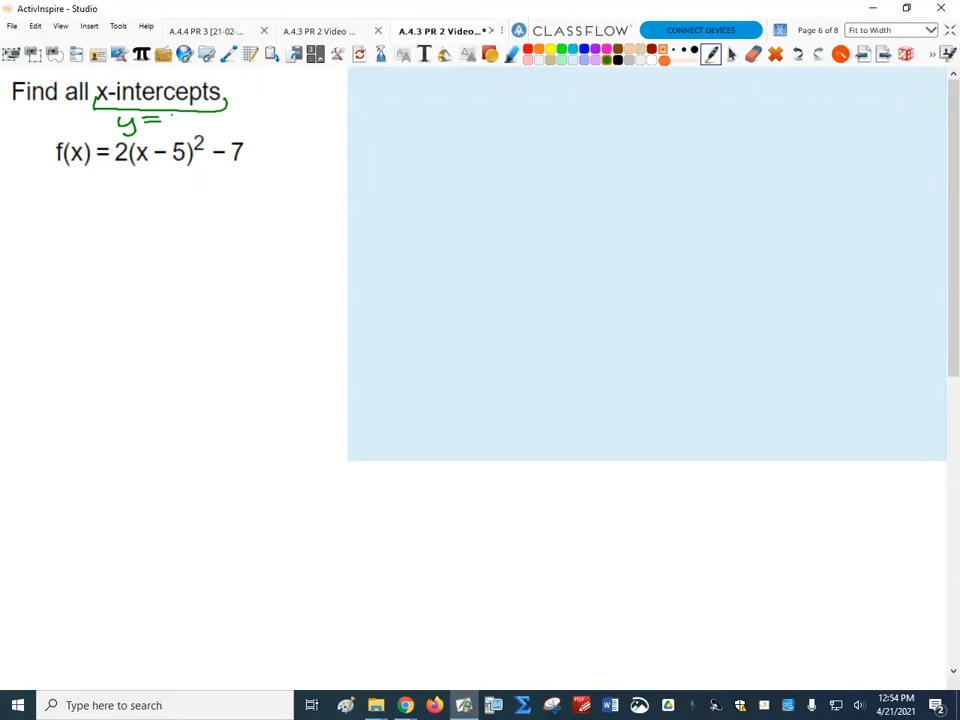 ActivInspire - Studio
File Edit View Insert Tools Help
A.4.4 PR 3 [21-02-...
A.4.3 PR 2 Video ...
A.4.3 PR 2 Video...*
CLASSFLOW
CONNECT DEVICES
Page 6 of 8
Fit to Width
Find all x-intercepts.
y =
f(x) = 2(x − 5)² − 7
Type here to search
12:54 PM
4/21/2021